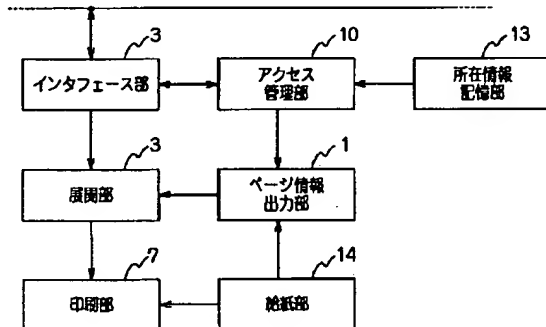 3
インタフェース部
10
アクセス
管理部
13
所在情報
記憶部
3
展開部
1
ページ情報
出力部
7
印刷部
14
給紙部